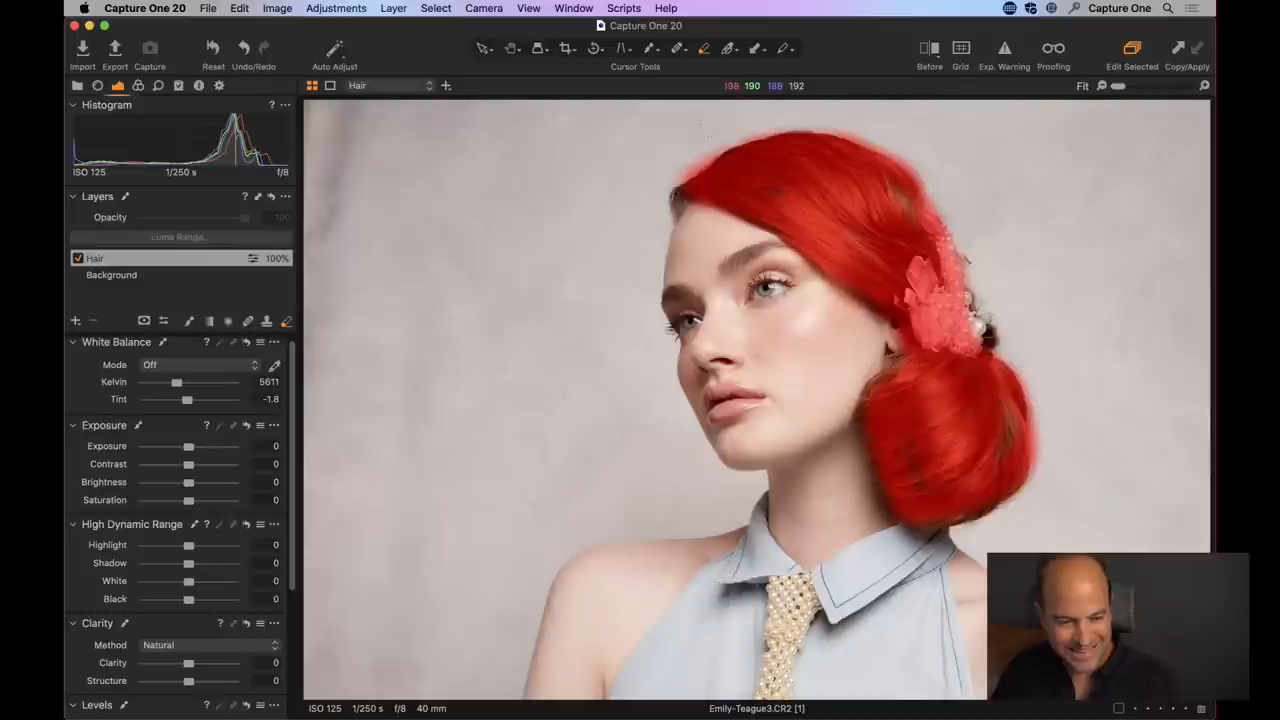 Capture One 20 File Edit Image Adjustments Layer Select Camera View Window Scripts Help Capture One
Capture One 20
Import Export Capture Reset Undo/Redo Auto Adjust Cursor Tools Before Grid Exp. Warning Proofing Edit Selected Copy/Apply
Hair 198 190 188 192 Fit
Histogram ?
ISO 125 1/250 s f/8
Layers ?
Opacity 100
Luma Range...
Hair 100%
Background
White Balance ?
Mode Off
Kelvin 5611
Tint -1.8
Exposure ?
Exposure 0
Contrast 0
Brightness 0
Saturation 0
High Dynamic Range ?
Highlight 0
Shadow 0
White 0
Black 0
Clarity ?
Method Natural
Clarity 0
Structure 0
Levels ?
ISO 125 1/250 s f/8 40 mm Emily-Teague3.CR2 [1]